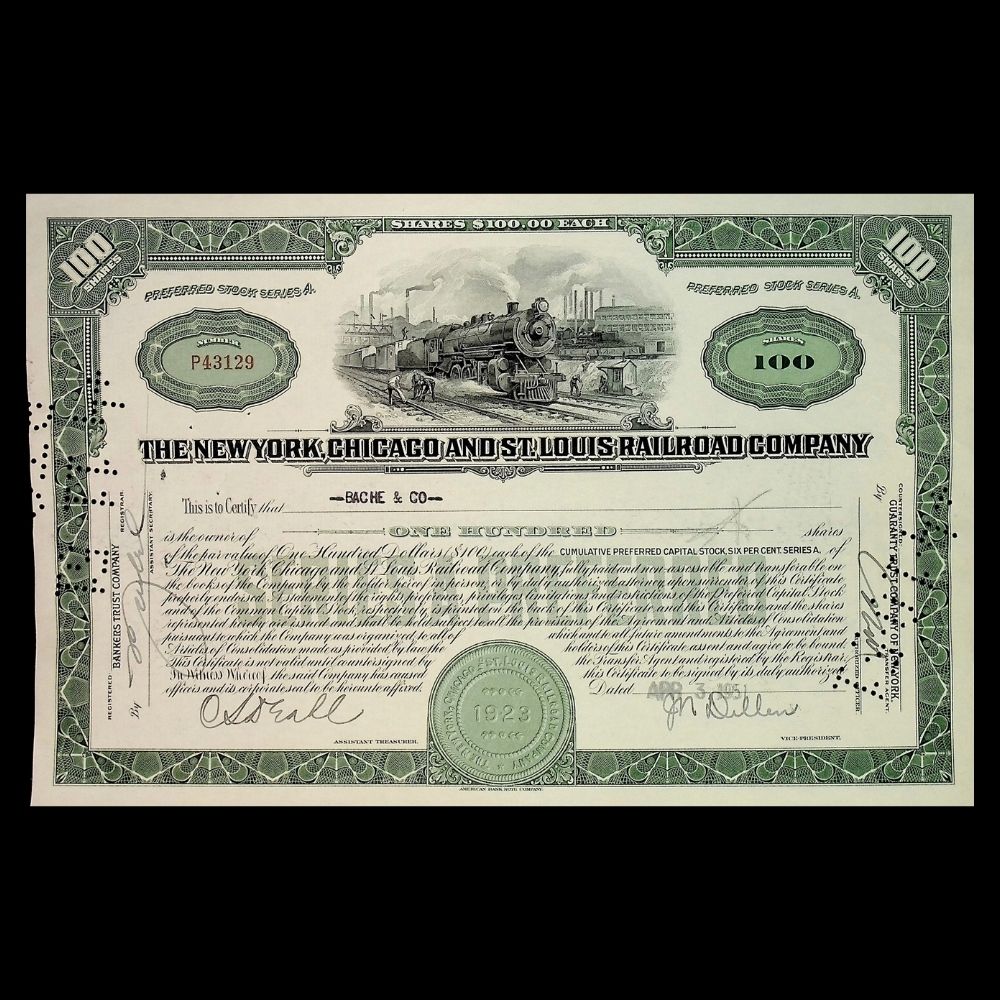 SHARES $100.00 EACH
100 SHARES
100 SHARES
PREFERRED STOCK SERIES A.
PREFERRED STOCK SERIES A.
NUMBER
P43129
SHARES
100
THE NEW YORK, CHICAGO AND ST. LOUIS RAILROAD COMPANY
This is to Certify that —BACHE & CO—
is the owner of ONE HUNDRED shares
of the par value of One Hundred Dollars ($100) each of the CUMULATIVE PREFERRED CAPITAL STOCK, SIX PER CENT. SERIES A, of
The New York, Chicago and St. Louis Railroad Company, fully paid and non-assessable and transferable on
the books of the Company by the holder hereof in person, or by duly authorized attorney, upon surrender of this Certificate
properly endorsed. A statement of the rights, preferences, privileges, limitations and restrictions of the Preferred Capital Stock
and of the Common Capital Stock, respectively, is printed on the back of this Certificate and this Certificate and the shares
represented hereby are issued and shall be held subject to all the provisions of the Agreement and Articles of Consolidation
pursuant to which the Company was organized, to all of which and to all future amendments to the Agreement and
Articles of Consolidation made as provided by law the holders of this Certificate assent and agree to be bound.
This Certificate is not valid until countersigned by the Transfer Agent and registered by the Registrar.
In Witness Whereof the said Company has caused this Certificate to be signed by its duly authorized
officers and its corporate seal to be hereunto affixed. Dated APR 3 1951
ASSISTANT TREASURER.
J N Dillen
VICE-PRESIDENT.
THE NEW YORK, CHICAGO & ST. LOUIS RAILROAD COMPANY
1923
AMERICAN BANK NOTE COMPANY.
REGISTERED:
BANKERS TRUST COMPANY
REGISTRAR.
By
ASSISTANT SECRETARY.
COUNTERSIGNED:
GUARANTY TRUST COMPANY OF NEW YORK,
TRANSFER AGENT.
By
AUTHORIZED OFFICER.